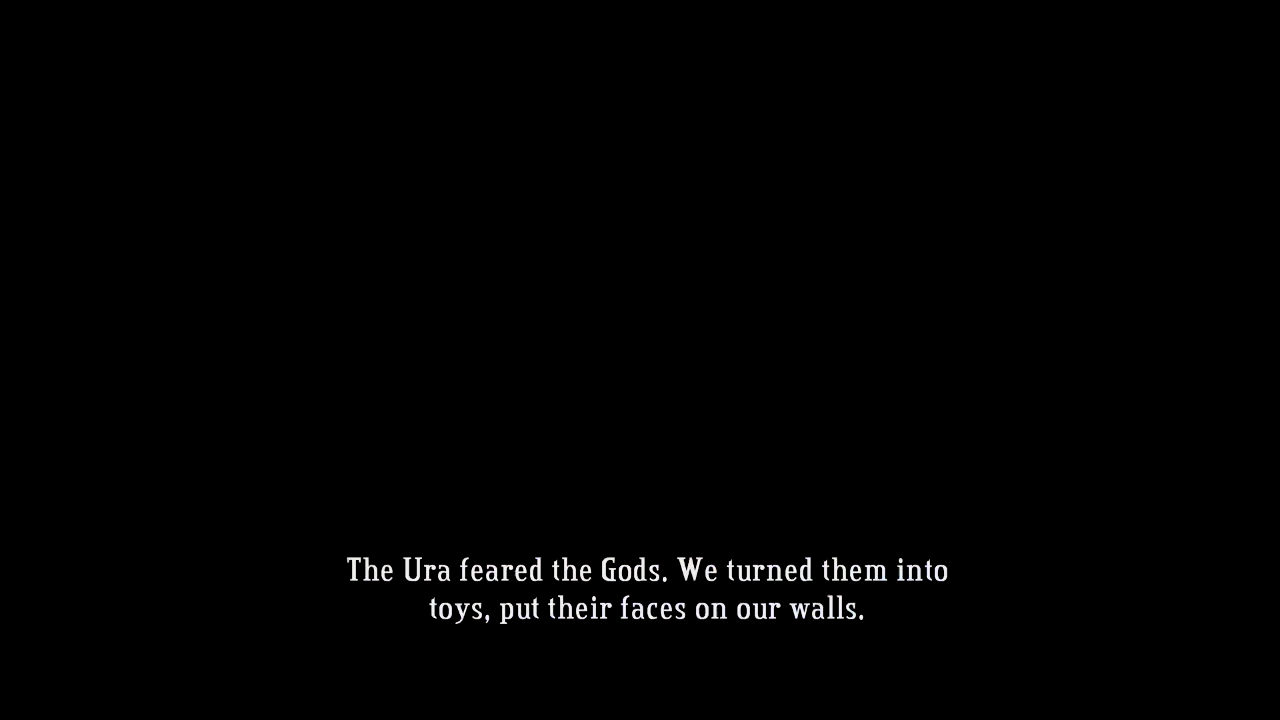 The Ura feared the Gods. We turned them into
toys, put their faces on our walls.